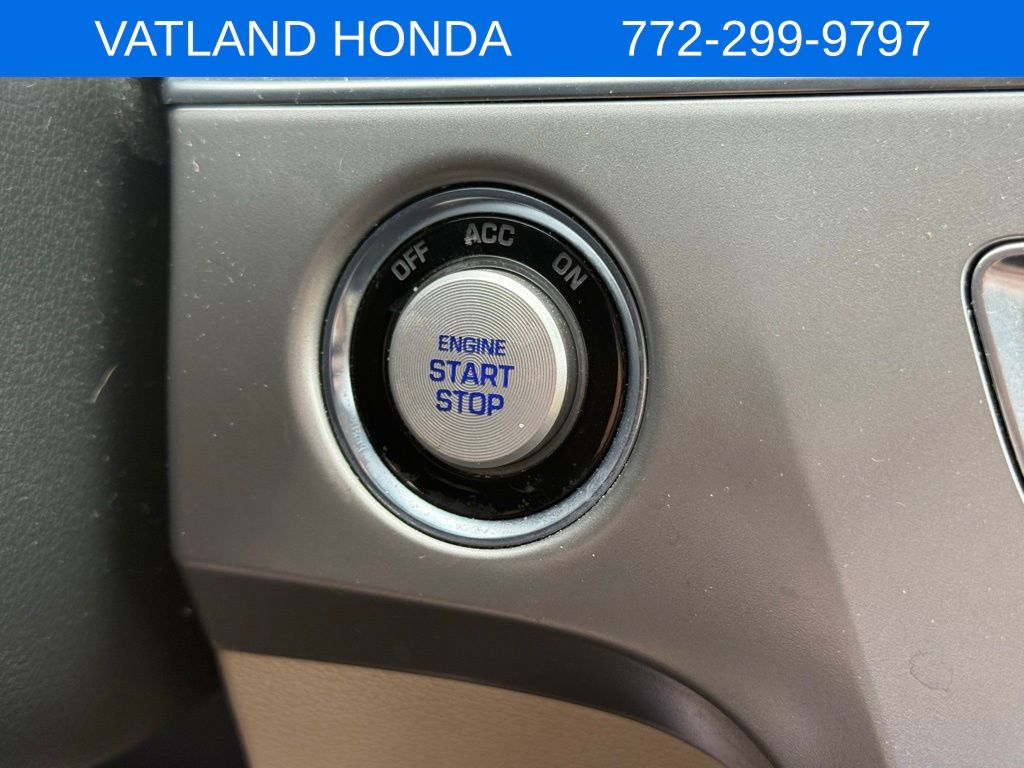 VATLAND HONDA 772-299-9797
OFF ACC ON
ENGINE
START
STOP